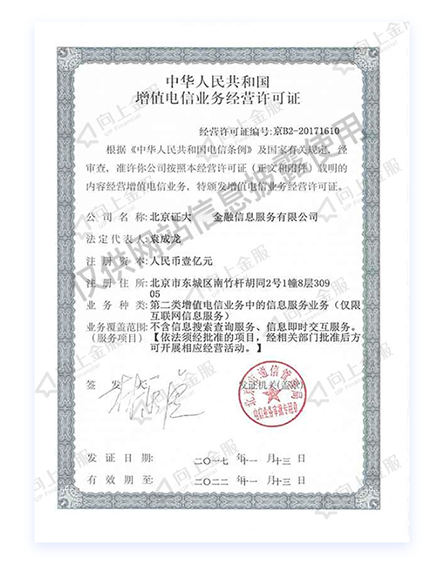 中华人民共和国
增值电信业务经营许可证
经营许可证编号:京B2-20171610
根据《中华人民共和国电信条例》及国家有关规定,经
审查,准许你公司按照本经营许可证(正文和附件)载明的
内容经营增值电信业务,特颁发增值电信业务经营许可证。
公司名称:北京证大 金融信息服务有限公司
法定代表人:袁成龙
注册资本:人民币壹亿元
注册住所:北京市东城区南竹杆胡同2号1幢8层309
05
业务种类:第二类增值电信业务中的信息服务业务(仅限
互联网信息服务)
业务覆盖范围:不含信息搜索查询服务、信息即时交互服务。
(服务项目)【依法须经批准的项目,经相关部门批准后方
可开展相应经营活动。】
签发人:
发证机关(盖章)
北京市通信管理局
发证日期:二〇一七年十一月十三日
有效期至:二〇二二年十一月十三日
仅供网站信息披露使用
向上金服